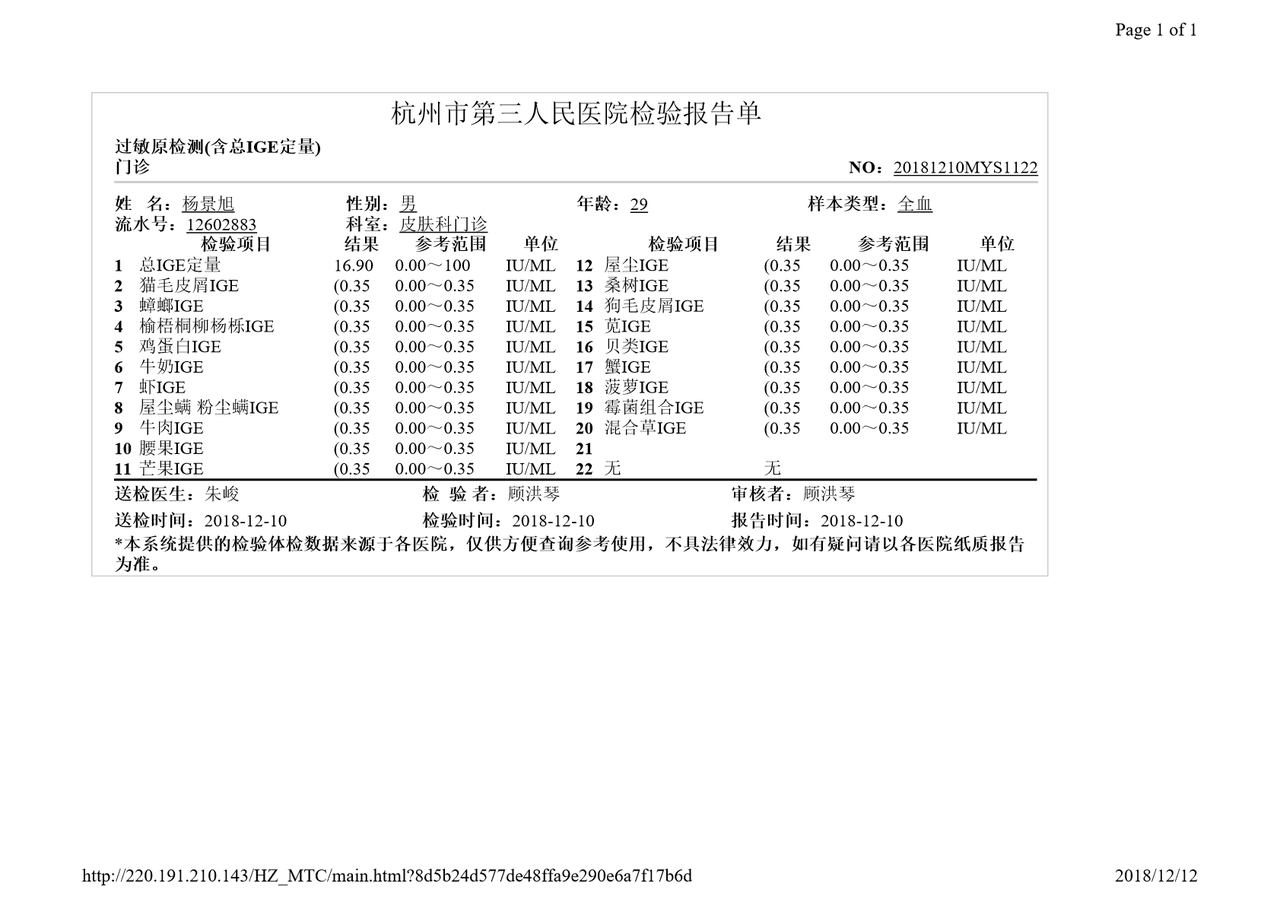 Page 1 of 1
杭州市第三人民医院检验报告单
过敏原检测(含总IGE定量)
门诊 NO：20181210MYS1122
姓 名：杨景旭 性别：男 年龄：29 样本类型：全血
流水号：12602883 科室：皮肤科门诊
检验项目 结果 参考范围 单位 检验项目 结果 参考范围 单位
1 总IGE定量 16.90 0.00～100 IU/ML 12 屋尘IGE (0.35 0.00～0.35 IU/ML
2 猫毛皮屑IGE (0.35 0.00～0.35 IU/ML 13 桑树IGE (0.35 0.00～0.35 IU/ML
3 蟑螂IGE (0.35 0.00～0.35 IU/ML 14 狗毛皮屑IGE (0.35 0.00～0.35 IU/ML
4 榆梧桐柳杨栎IGE (0.35 0.00～0.35 IU/ML 15 苋IGE (0.35 0.00～0.35 IU/ML
5 鸡蛋白IGE (0.35 0.00～0.35 IU/ML 16 贝类IGE (0.35 0.00～0.35 IU/ML
6 牛奶IGE (0.35 0.00～0.35 IU/ML 17 蟹IGE (0.35 0.00～0.35 IU/ML
7 虾IGE (0.35 0.00～0.35 IU/ML 18 菠萝IGE (0.35 0.00～0.35 IU/ML
8 屋尘螨 粉尘螨IGE (0.35 0.00～0.35 IU/ML 19 霉菌组合IGE (0.35 0.00～0.35 IU/ML
9 牛肉IGE (0.35 0.00～0.35 IU/ML 20 混合草IGE (0.35 0.00～0.35 IU/ML
10 腰果IGE (0.35 0.00～0.35 IU/ML 21
11 芒果IGE (0.35 0.00～0.35 IU/ML 22 无 无
送检医生：朱峻 检 验 者：顾洪琴 审核者：顾洪琴
送检时间：2018-12-10 检验时间：2018-12-10 报告时间：2018-12-10
*本系统提供的检验体检数据来源于各医院，仅供方便查询参考使用，不具法律效力，如有疑问请以各医院纸质报告
为准。
http://220.191.210.143/HZ_MTC/main.html?8d5b24d577de48ffa9e290e6a7f17b6d 2018/12/12